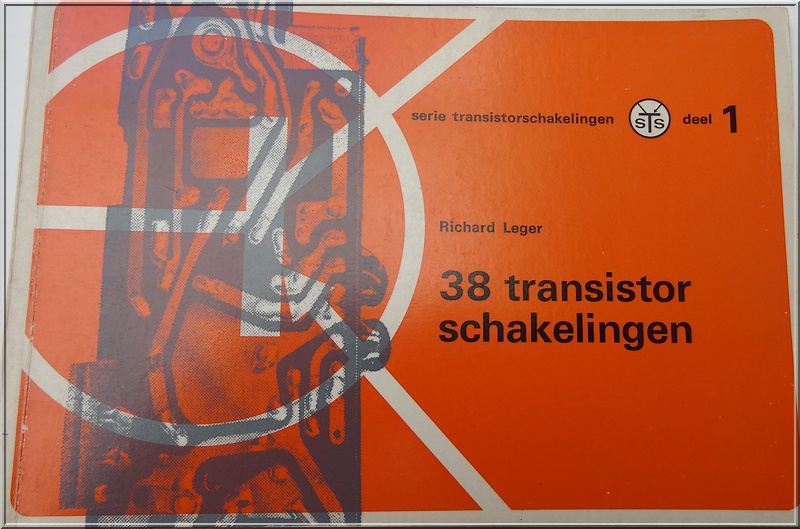 serie transistorschakelingen STS deel 1
Richard Leger
38 transistor
schakelingen